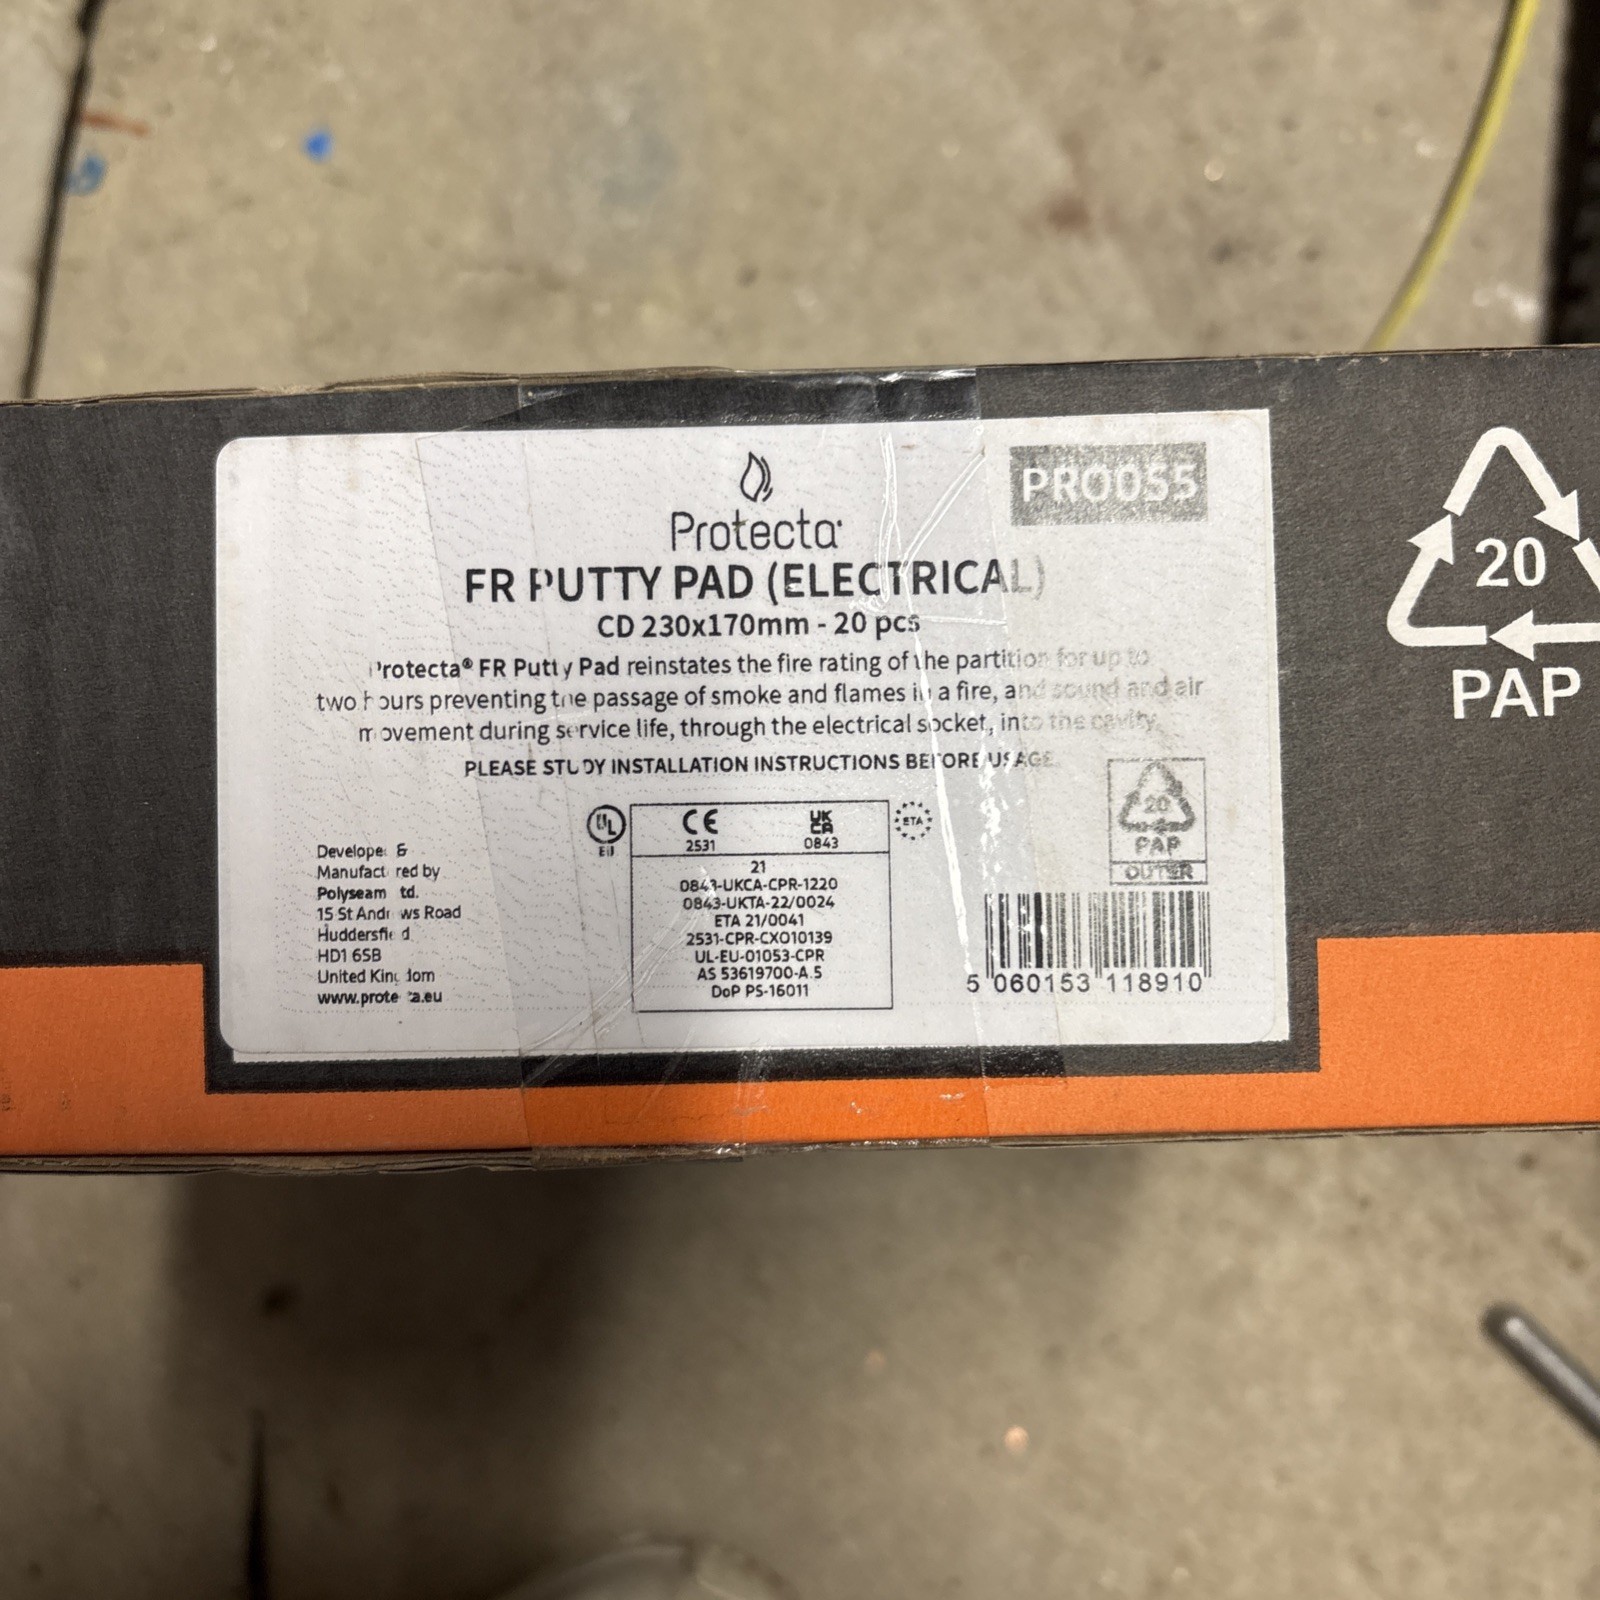 PRO055
Protecta®
FR PUTTY PAD (ELECTRICAL)
CD 230x170mm - 20 pcs
Protecta® FR Putty Pad reinstates the fire rating of the partition for up to
two hours preventing the passage of smoke and flames in a fire, and sound and air
movement during service life, through the electrical socket, into the cavity.
PLEASE STUDY INSTALLATION INSTRUCTIONS BEFORE USAGE
Developed &
Manufactured by
Polyseam Ltd.
15 St Andrews Road
Huddersfield
HD1 6SB
United Kingdom
www.protecta.eu
UL
EU
CE
2531
UK
CA
0843
ETA
21
0843-UKCA-CPR-1220
0843-UKTA-22/0024
ETA 21/0041
2531-CPR-CXO10139
UL-EU-01053-CPR
AS 53619700-A.5
DoP PS-16011
20
PAP
OUTER
5 060153 118910
20
PAP